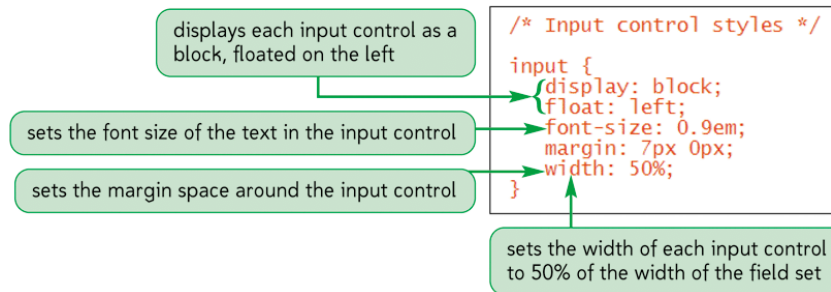 displays each input control as a
block, floated on the left
sets the font size of the text in the input control
sets the margin space around the input control
/* Input control styles */
input {
display: block;
float: left;
font-size: 0.9em;
margin: 7px 0px;
width: 50%;
}
sets the width of each input control
to 50% of the width of the field set